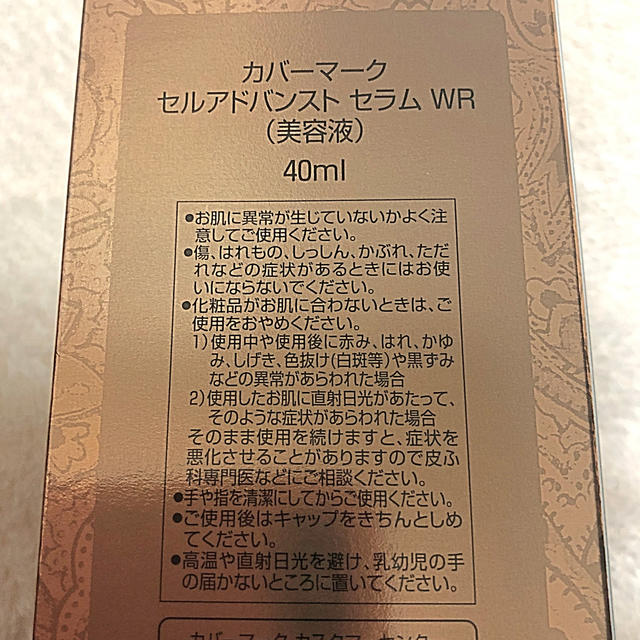 カバーマーク
セルアドバンスト セラム WR
（美容液）
40ml
●お肌に異常が生じていないかよく注
意してご使用ください。
●傷、はれもの、しっしん、かぶれ、ただ
れなどの症状があるときにはお使
いにならないでください。
●化粧品がお肌に合わないときは、ご
使用をおやめください。
1）使用中や使用後に赤み、はれ、かゆ
み、しげき、色抜け（白斑等）や黒ずみ
などの異常があらわれた場合
2）使用したお肌に直射日光があたって、
そのような症状があらわれた場合
そのまま使用を続けますと、症状を
悪化させることがありますので皮ふ
科専門医などにご相談ください。
●手や指を清潔にしてからご使用ください。
●ご使用後はキャップをきちんとしめ
てください。
●高温や直射日光を避け、乳幼児の手
の届かないところに置いてください。
カバーマーク カスタマーセンター